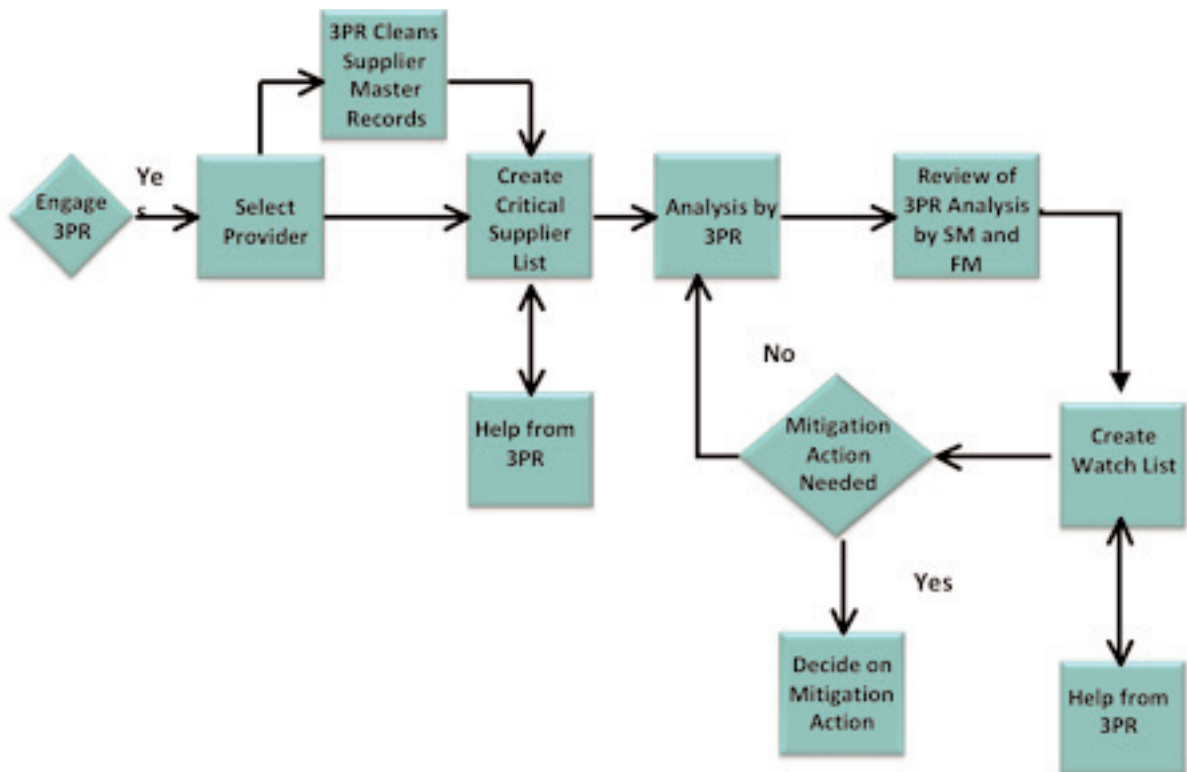 3PR Cleans
Supplier
Master
Records
Engage
3PR
Ye
s
Select
Provider
Create
Critical
Supplier
List
Analysis by
3PR
Review of
3PR Analysis
by SM and
FM
Help from
3PR
No
Mitigation
Action
Needed
Create
Watch List
Yes
Decide on
Mitigation
Action
Help from
3PR